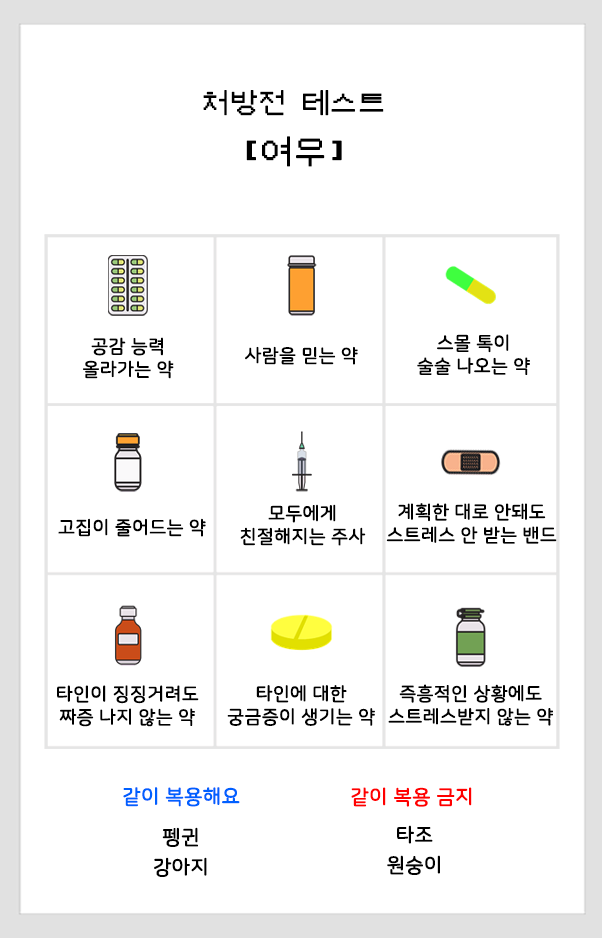 처방전 테스트
[여우]
공감 능력
올라가는 약
사람을 믿는 약
스몰 톡이
술술 나오는 약
고집이 줄어드는 약
모두에게
친절해지는 주사
계획한 대로 안돼도
스트레스 안 받는 밴드
타인이 징징거려도
짜증 나지 않는 약
타인에 대한
궁금증이 생기는 약
즉흥적인 상황에도
스트레스받지 않는 약
같이 복용해요
펭귄
강아지
같이 복용 금지
타조
원숭이